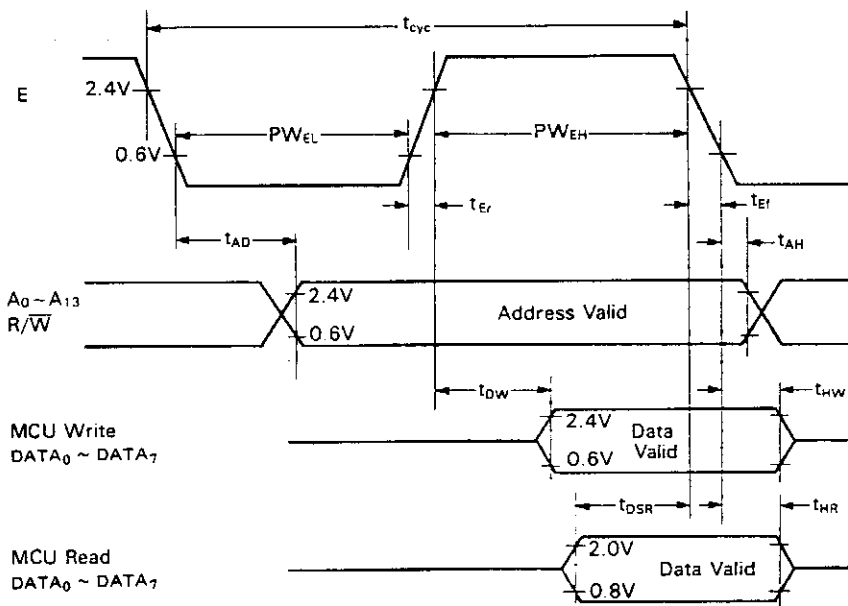 tcyc
E
2.4V
PWEL
PWEH
0.6V
tEr
tEf
tAD
tAH
A0~A13
R/W̅
2.4V
Address Valid
0.6V
tDW
tHW
MCU Write
DATA0 ~ DATA7
2.4V
Data
Valid
0.6V
tDSR
tHR
MCU Read
DATA0 ~ DATA7
2.0V
Data Valid
0.8V